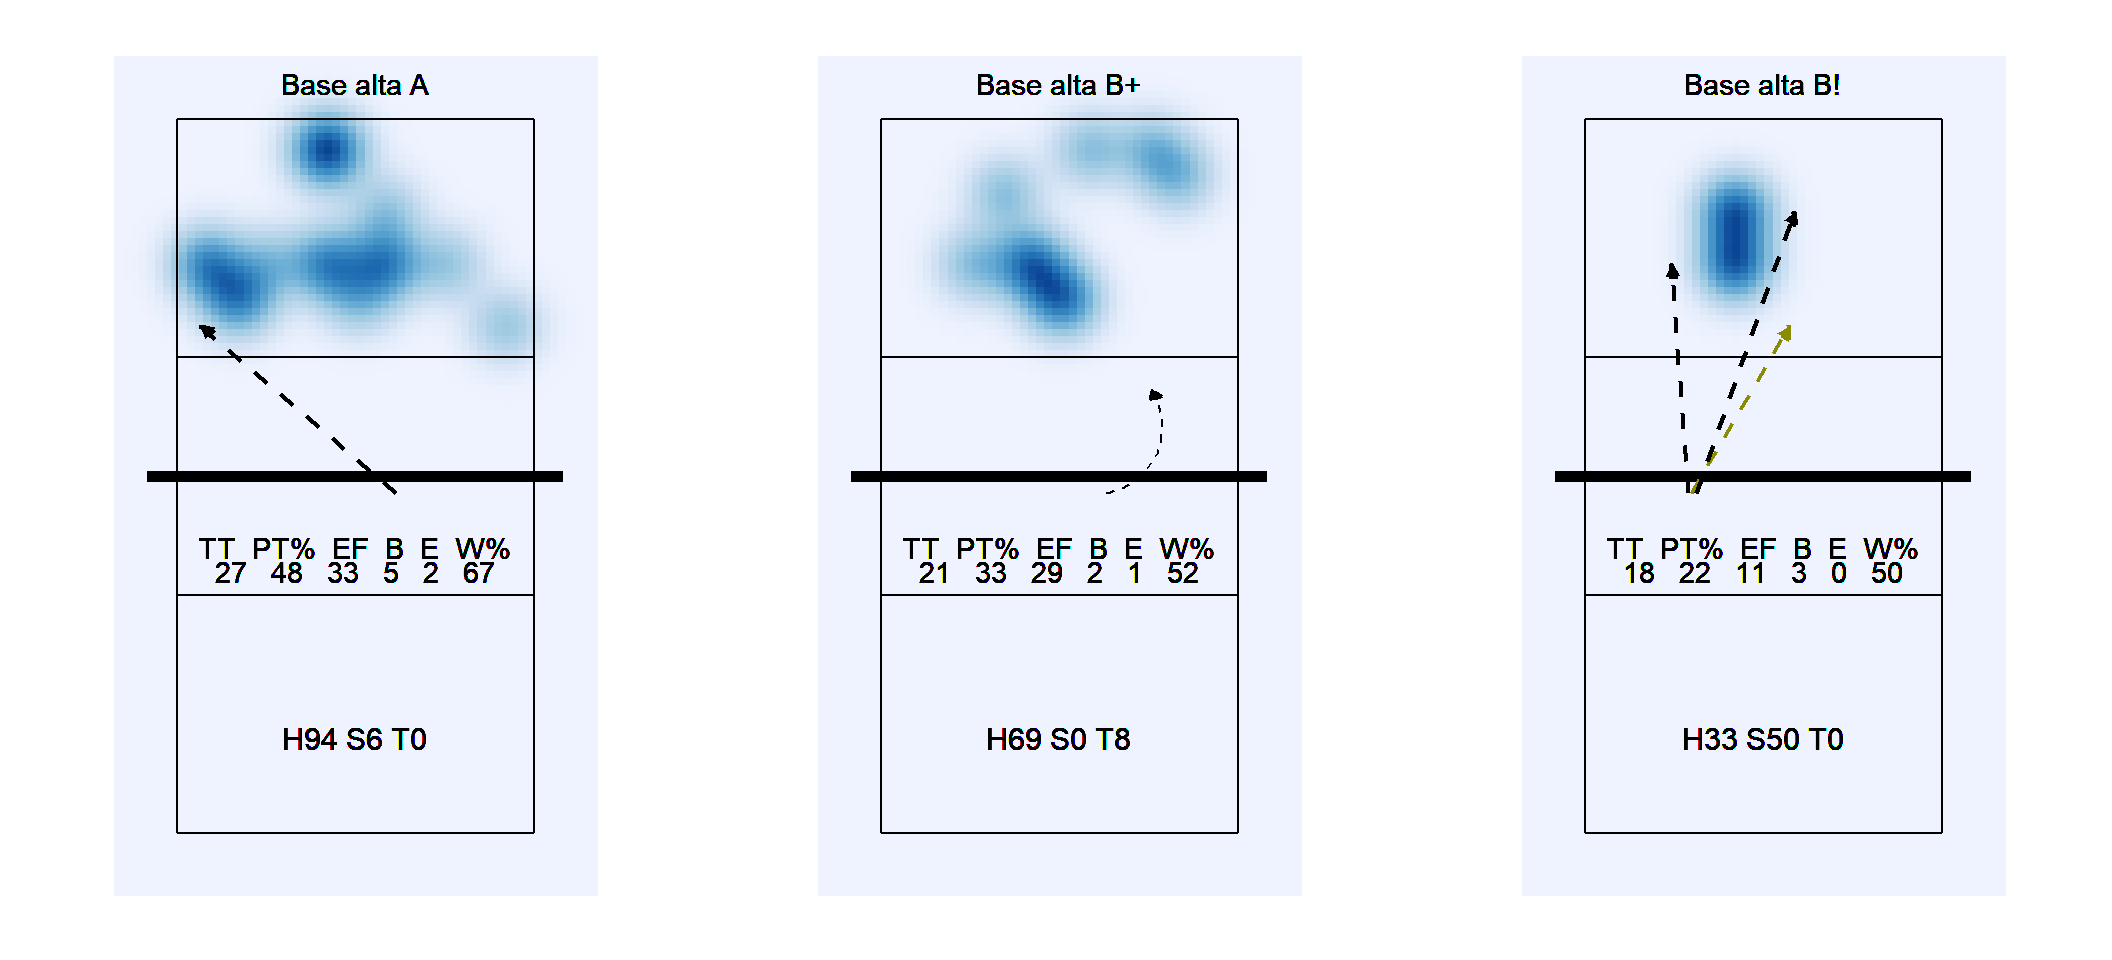 Base alta A
TT PT% EF B E W%
27 48 33 5 2 67
H94 S6 T0
Base alta B+
TT PT% EF B E W%
21 33 29 2 1 52
H69 S0 T8
Base alta B!
TT PT% EF B E W%
18 22 11 3 0 50
H33 S50 T0